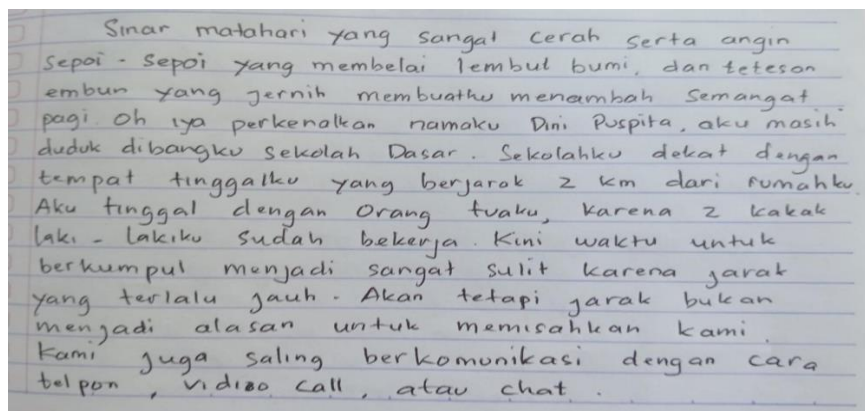 Sinar matahari yang sangat cerah serta angin
sepoi - sepoi yang membelai lembut bumi, dan tetesan
embun yang jernih membuatku menambah semangat
pagi. Oh iya perkenalkan namaku Dini Puspita, aku masih
duduk dibangku Sekolah Dasar. Sekolahku dekat dengan
tempat tinggalku yang berjarak 2 km dari rumahku.
Aku tinggal dengan orang tuaku, karena 2 kakak
laki - lakiku sudah bekerja. Kini waktu untuk
berkumpul menjadi sangat sulit karena jarak
yang terlalu jauh. Akan tetapi jarak bukan
menjadi alasan untuk memisahkan kami.
Kami juga saling berkomunikasi dengan cara
telpon, vidieo call, atau chat.